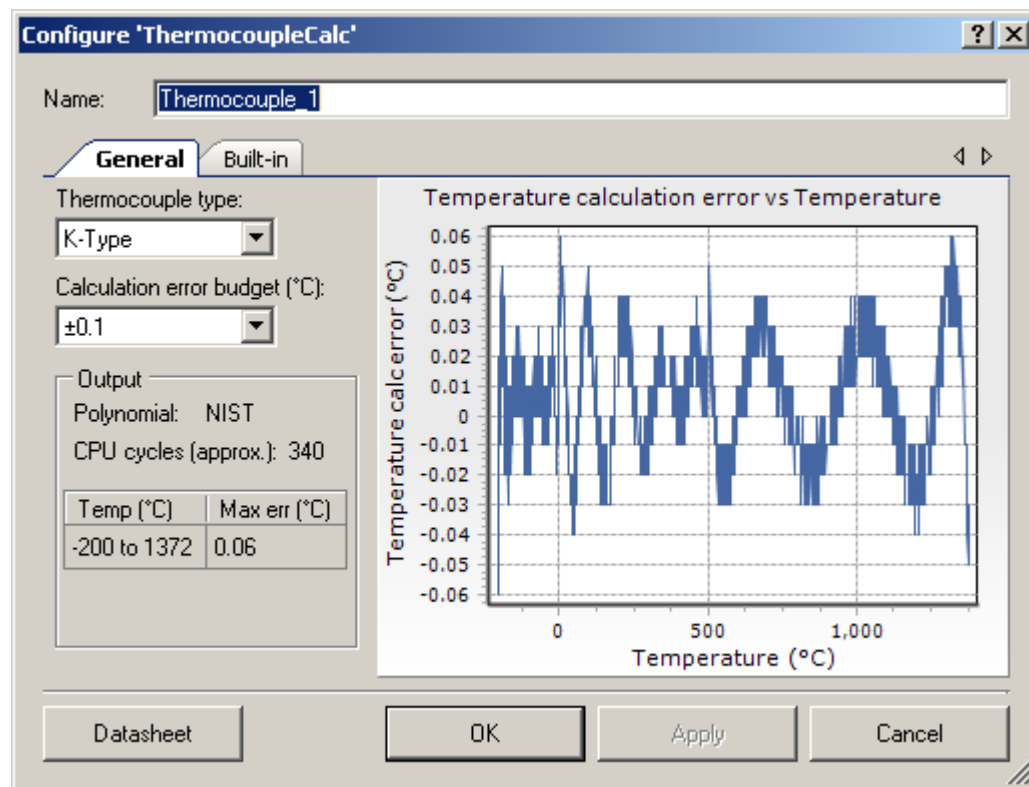 Configure 'ThermocoupleCalc'
Name: Thermocouple_1
General Built-in
Thermocouple type:
K-Type
Calculation error budget (°C):
±0.1
Output
Polynomial: NIST
CPU cycles (approx.): 340
Temp (°C) Max err (°C)
-200 to 1372 0.06
Temperature calculation error vs Temperature
Temperature calc error (°C)
0.06
0.05
0.04
0.03
0.02
0.01
0
-0.01
-0.02
-0.03
-0.04
-0.05
-0.06
0 500 1,000
Temperature (°C)
Datasheet OK Apply Cancel